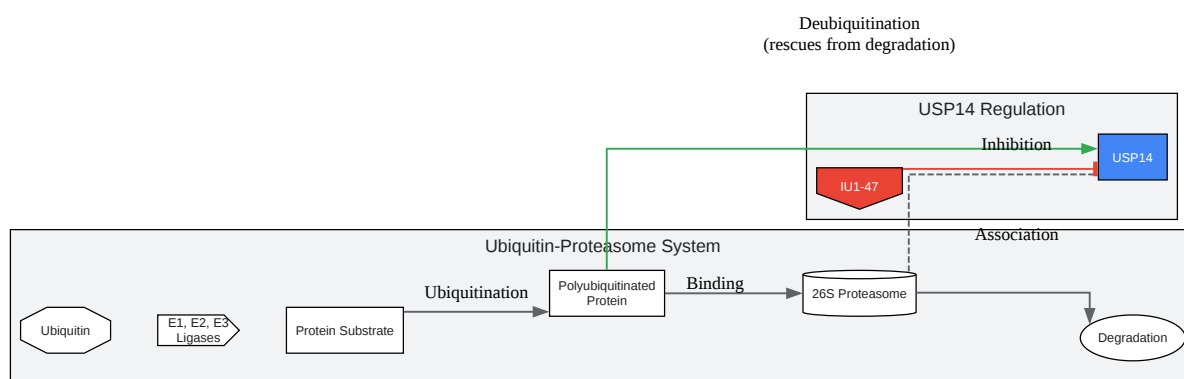 Deubiquitination
(rescues from degradation)
USP14 Regulation
Inhibition
USP14
IU1-47
Association
Ubiquitin-Proteasome System
Polyubiquitinated
Protein
Ubiquitination
Binding
26S Proteasome
Ubiquitin
E1, E2, E3
Ligases
Protein Substrate
Degradation